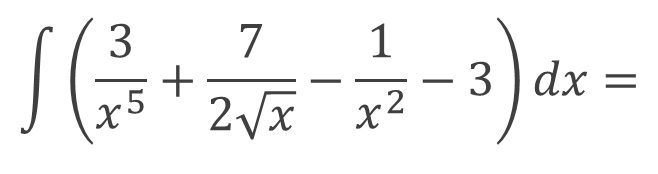 ∫ (3/x⁵ + 7/(2√x) − 1/x² − 3) dx =